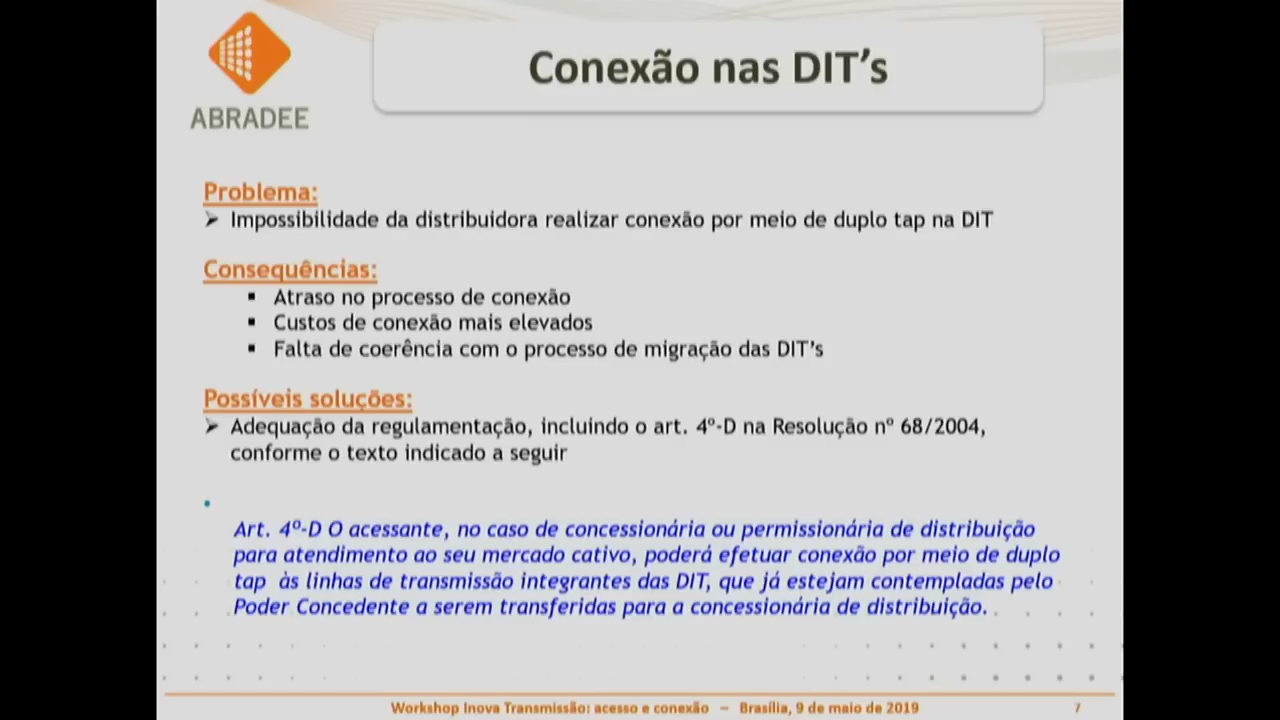 ABRADEE
Conexão nas DIT's
Problema:
➤ Impossibilidade da distribuidora realizar conexão por meio de duplo tap na DIT
Consequências:
▪ Atraso no processo de conexão
▪ Custos de conexão mais elevados
▪ Falta de coerência com o processo de migração das DIT's
Possíveis soluções:
➤ Adequação da regulamentação, incluindo o art. 4º-D na Resolução nº 68/2004,
conforme o texto indicado a seguir
•
Art. 4º-D O acessante, no caso de concessionária ou permissionária de distribuição
para atendimento ao seu mercado cativo, poderá efetuar conexão por meio de duplo
tap às linhas de transmissão integrantes das DIT, que já estejam contempladas pelo
Poder Concedente a serem transferidas para a concessionária de distribuição.
Workshop Inova Transmissão: acesso e conexão – Brasília, 9 de maio de 2019
7